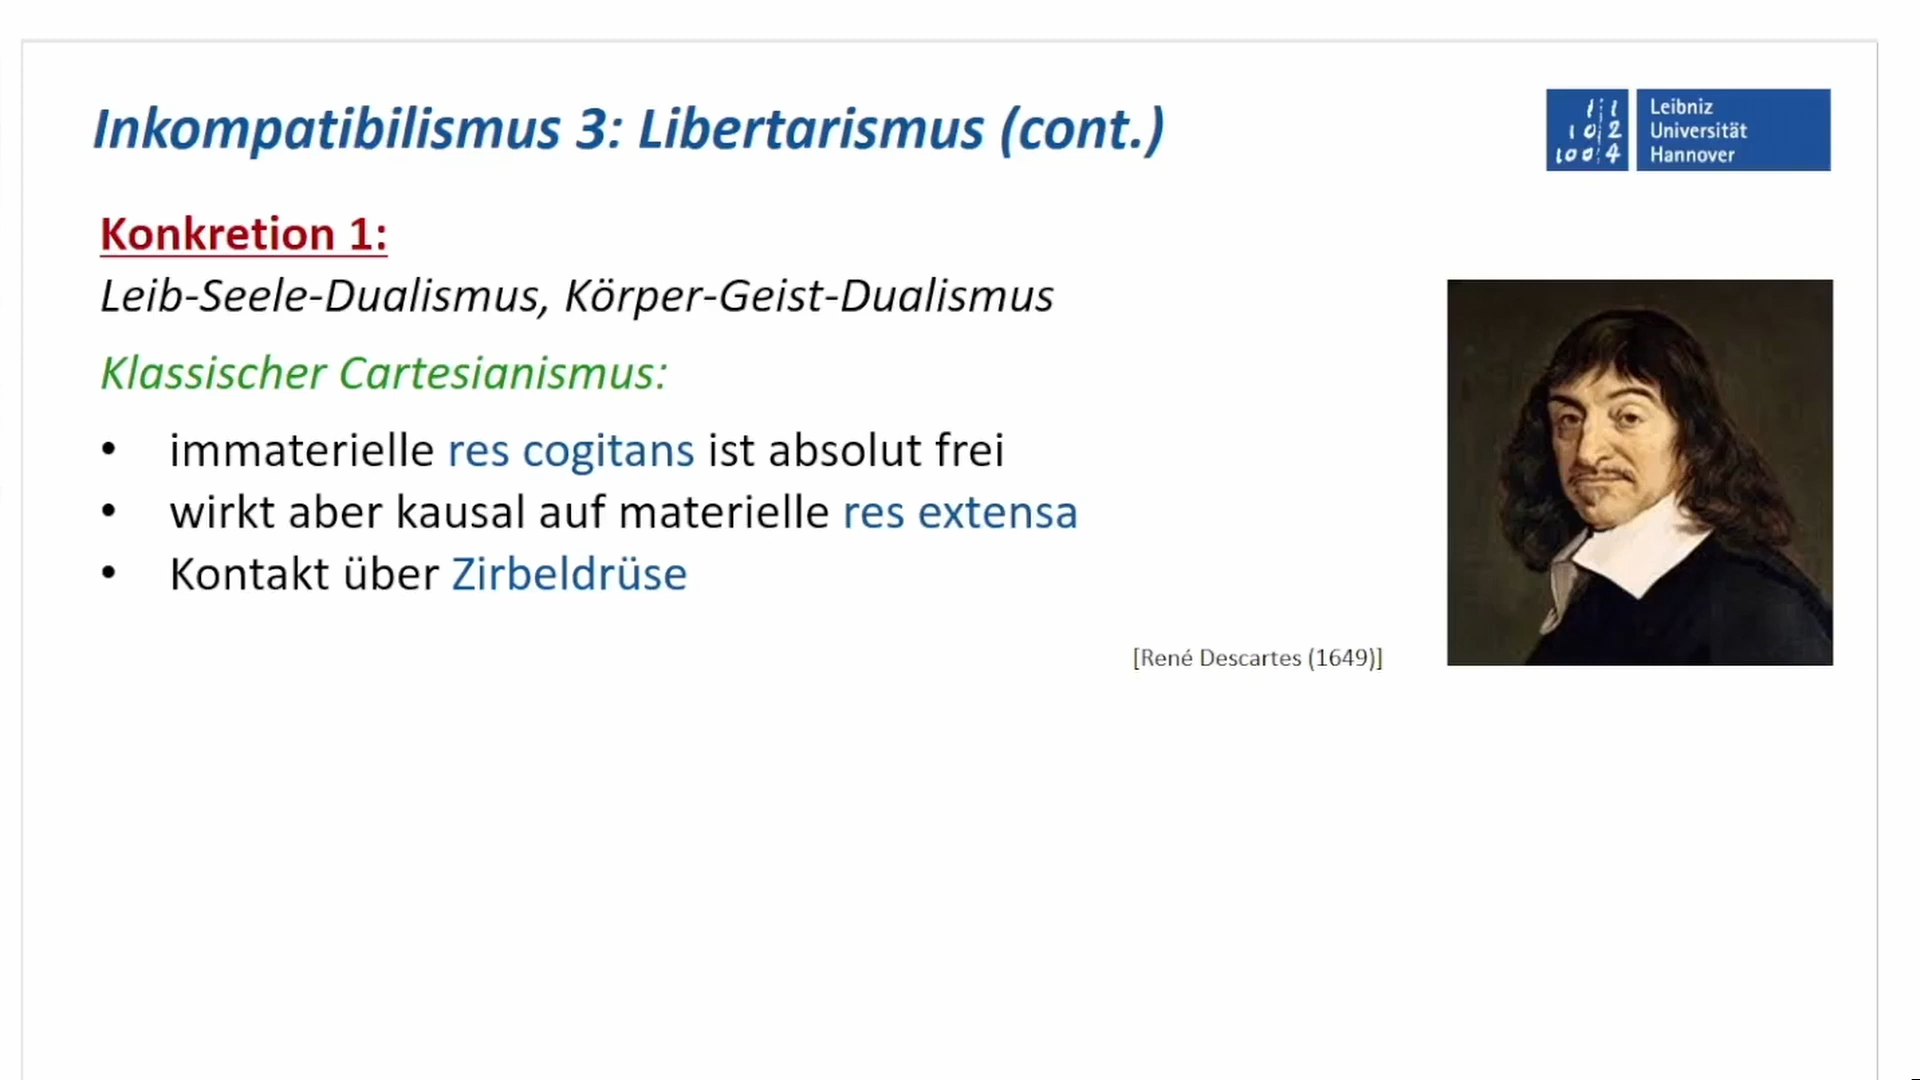 Inkompatibilismus 3: Libertarismus (cont.)
Leibniz
Universität
Hannover
Konkretion 1:
Leib-Seele-Dualismus, Körper-Geist-Dualismus
Klassischer Cartesianismus:
• immaterielle res cogitans ist absolut frei
• wirkt aber kausal auf materielle res extensa
• Kontakt über Zirbeldrüse
[René Descartes (1649)]